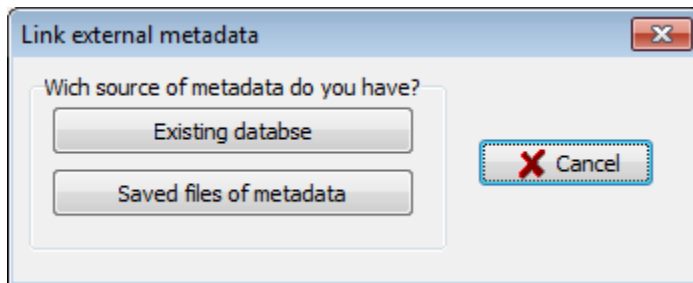 Link external metadata
Wich source of metadata do you have?
Existing databse
Cancel
Saved files of metadata